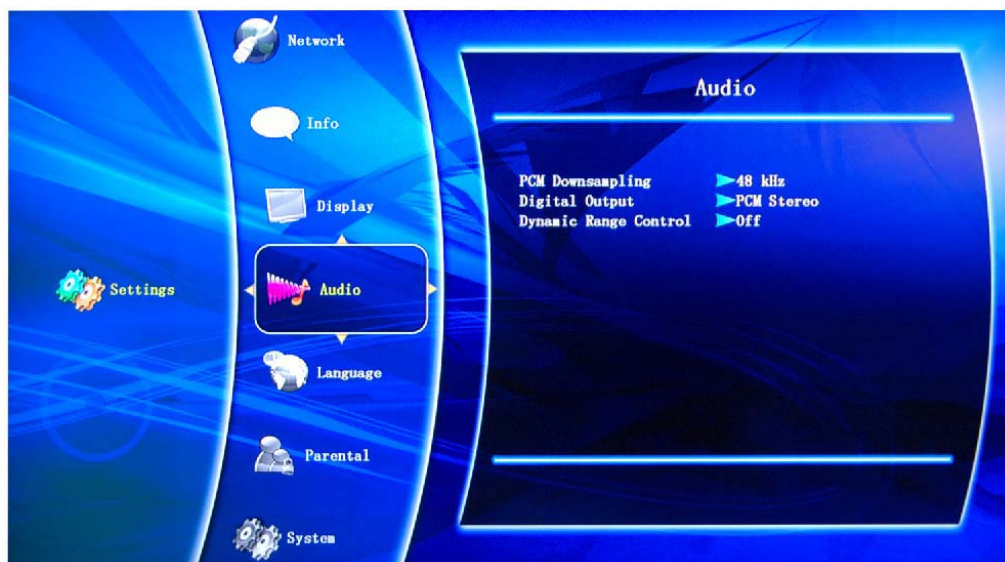 Settings
Network
Info
Display
Audio
Language
Parental
System
Audio
PCM Downsampling 48 kHz
Digital Output PCM Stereo
Dynamic Range Control Off